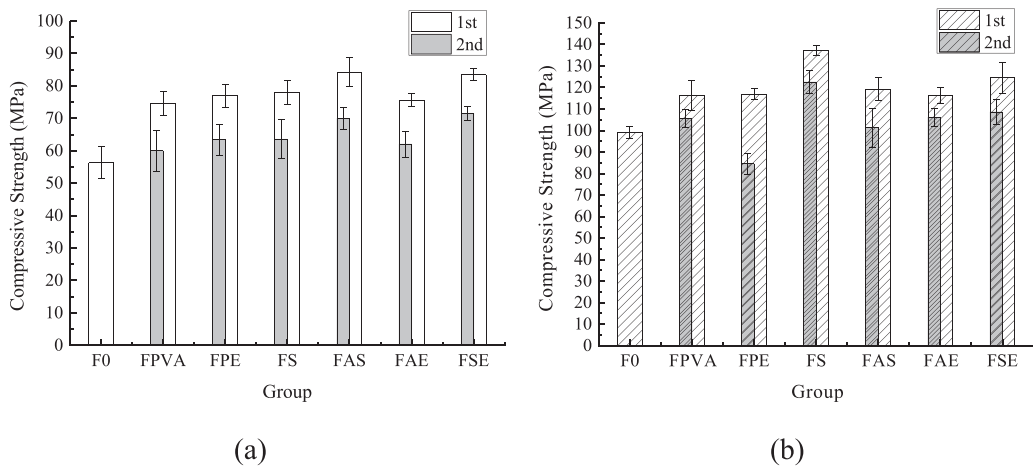 Compressive Strength (MPa)
100
90
80
70
60
50
40
30
20
10
0
1st
2nd
F0 FPVA FPE FS FAS FAE FSE
Group
(a)
Compressive Strength (MPa)
150
140
130
120
110
100
90
80
70
60
50
40
30
20
10
0
1st
2nd
F0 FPVA FPE FS FAS FAE FSE
Group
(b)